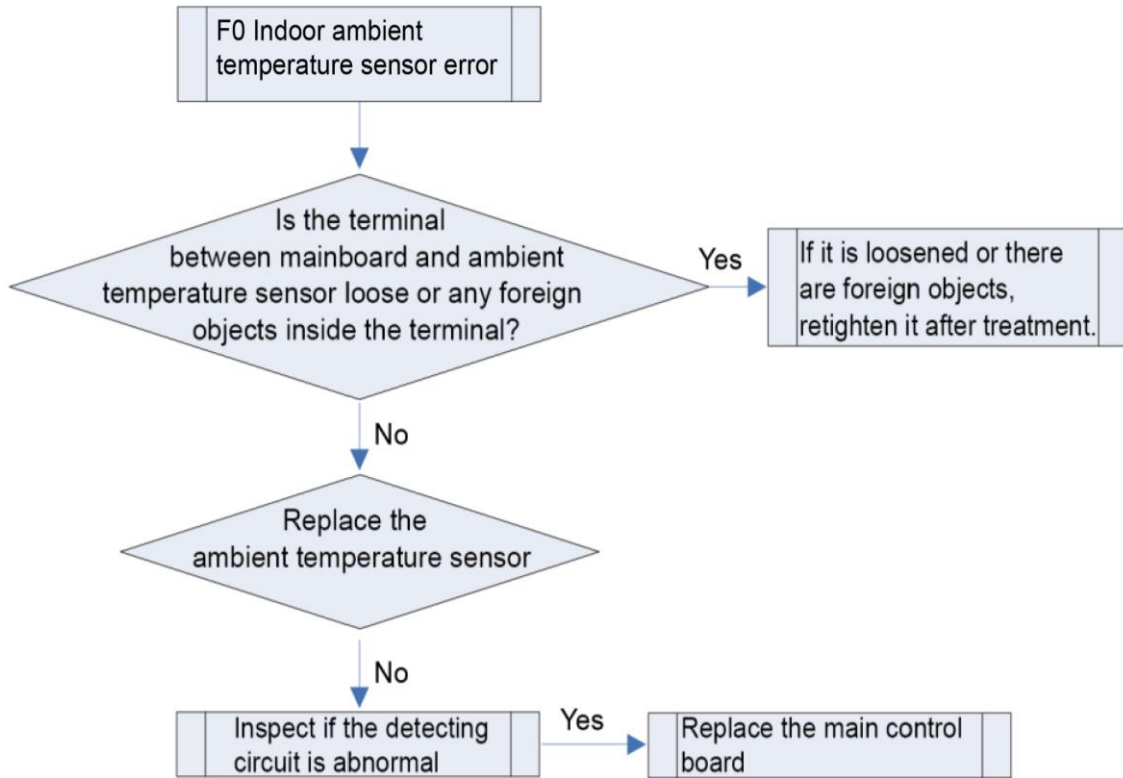 F0 Indoor ambient
temperature sensor error
Is the terminal
between mainboard and ambient
temperature sensor loose or any foreign
objects inside the terminal?
Yes
If it is loosened or there
are foreign objects,
retighten it after treatment.
No
Replace the
ambient temperature sensor
No
Inspect if the detecting
circuit is abnormal
Yes
Replace the main control
board